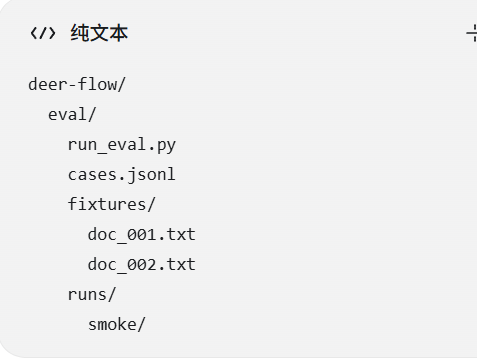 </> 纯文本
deer-flow/
  eval/
    run_eval.py
    cases.jsonl
    fixtures/
      doc_001.txt
      doc_002.txt
    runs/
      smoke/